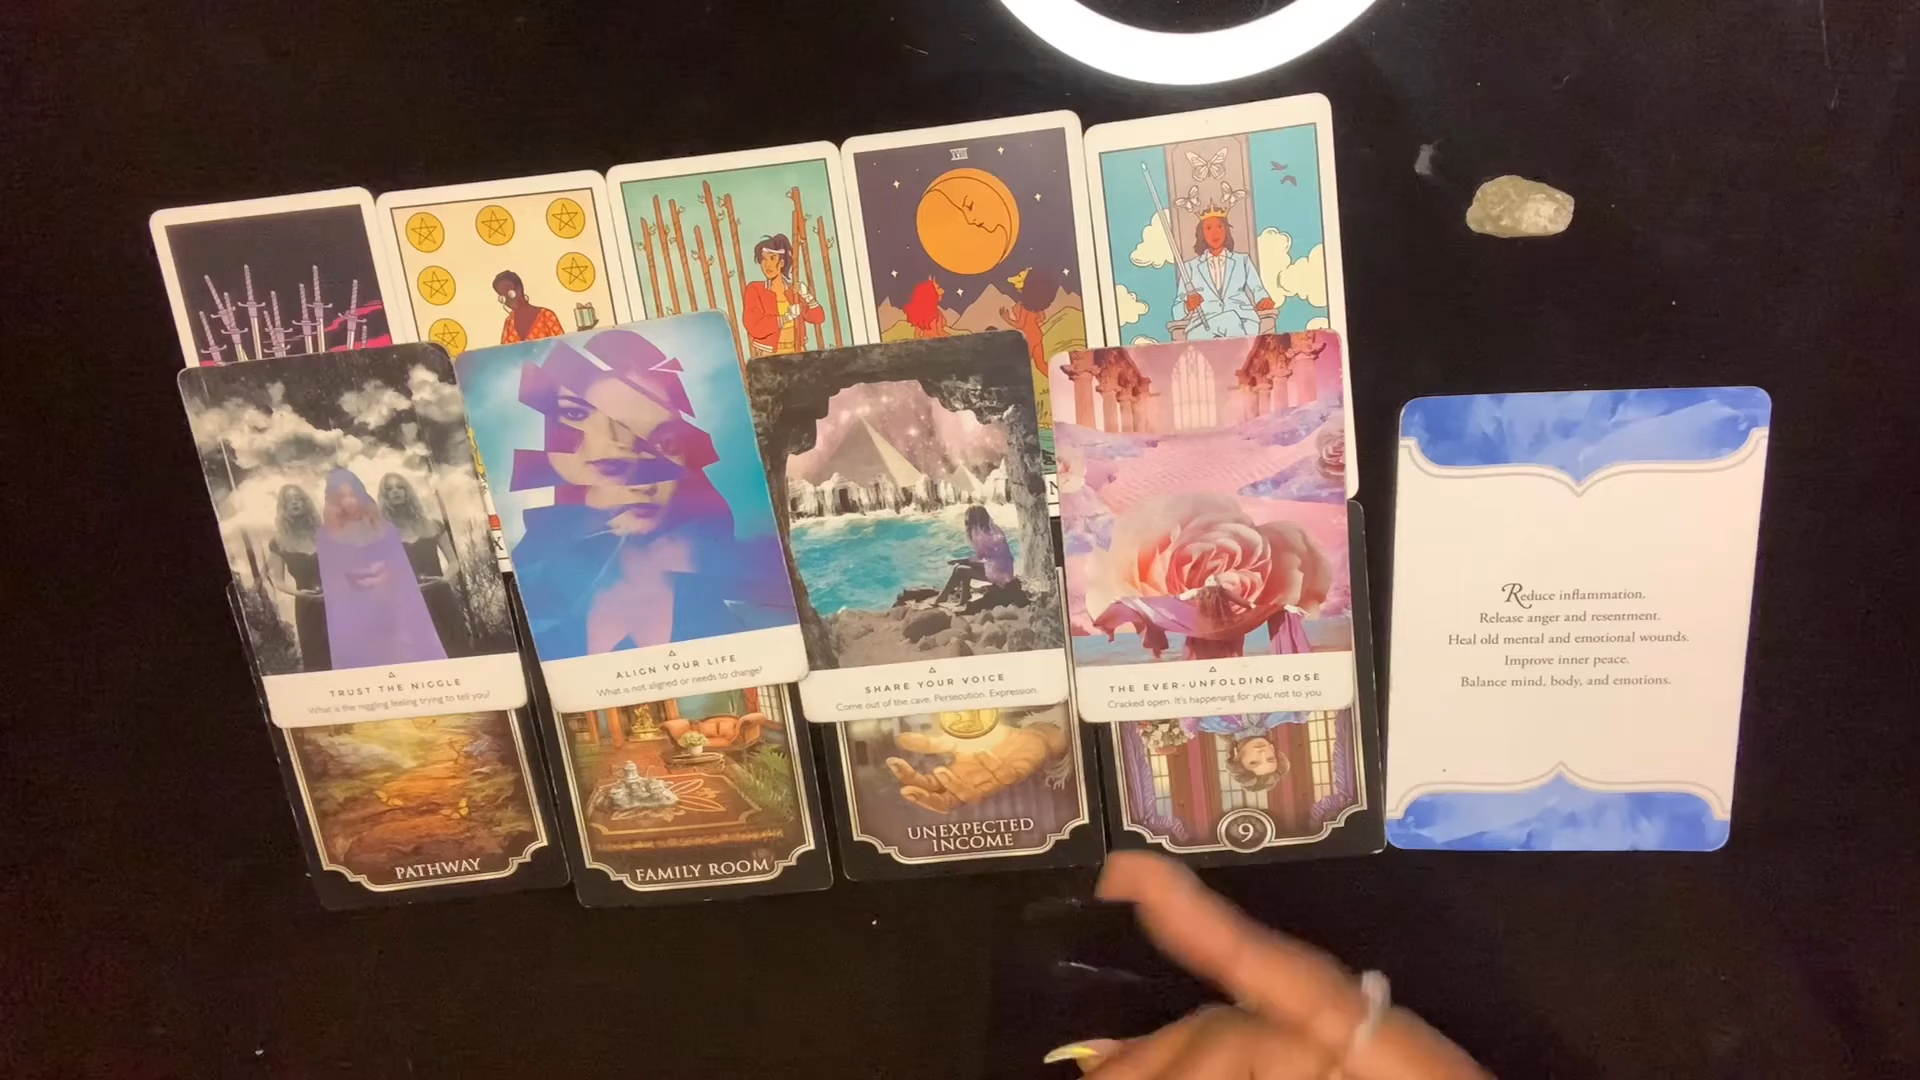 XVIII
X
N
TRUST THE NIGGLE
What is the niggling feeling trying to tell you?
ALIGN YOUR LIFE
What is not aligned or needs to change?
SHARE YOUR VOICE
Come out of the cave. Persecution. Expression.
THE EVER-UNFOLDING ROSE
Cracked open. It's happening for you, not to you
Reduce inflammation.
Release anger and resentment.
Heal old mental and emotional wounds.
Improve inner peace.
Balance mind, body, and emotions.
PATHWAY
FAMILY ROOM
UNEXPECTED
INCOME
9